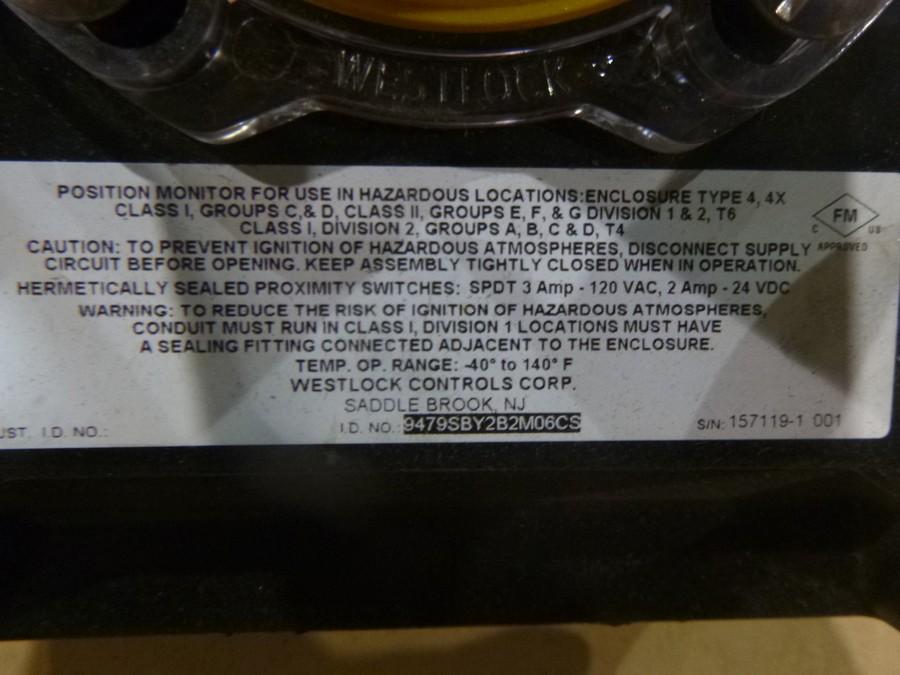 WESTLOCK
POSITION MONITOR FOR USE IN HAZARDOUS LOCATIONS:ENCLOSURE TYPE 4, 4X
CLASS I, GROUPS C,& D, CLASS II, GROUPS E, F, & G DIVISION 1 & 2, T6
CLASS I, DIVISION 2, GROUPS A, B, C & D, T4
FM
C US
APPROVED
CAUTION: TO PREVENT IGNITION OF HAZARDOUS ATMOSPHERES, DISCONNECT SUPPLY
CIRCUIT BEFORE OPENING. KEEP ASSEMBLY TIGHTLY CLOSED WHEN IN OPERATION.
HERMETICALLY SEALED PROXIMITY SWITCHES: SPDT 3 Amp - 120 VAC, 2 Amp - 24 VDC
WARNING: TO REDUCE THE RISK OF IGNITION OF HAZARDOUS ATMOSPHERES,
CONDUIT MUST RUN IN CLASS I, DIVISION 1 LOCATIONS MUST HAVE
A SEALING FITTING CONNECTED ADJACENT TO THE ENCLOSURE.
TEMP. OP. RANGE: -40° to 140° F
WESTLOCK CONTROLS CORP.
SADDLE BROOK, NJ
UST. I.D. NO.: I.D. NO.: 9479SBY2B2M06CS S/N: 157119-1 001